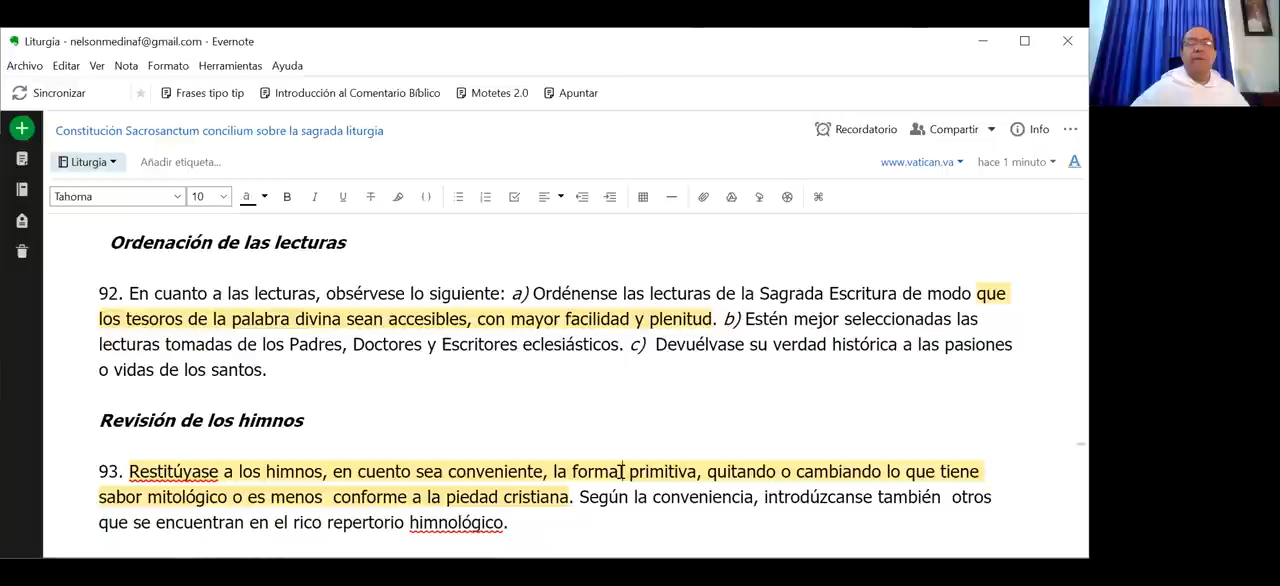 Liturgia - nelsonmedinaf@gmail.com - Evernote
Archivo Editar Ver Nota Formato Herramientas Ayuda
Sincronizar Frases tipo tip Introducción al Comentario Bíblico Motetes 2.0 Apuntar
Constitución Sacrosanctum concilium sobre la sagrada liturgia Recordatorio Compartir Info
Liturgia Añadir etiqueta... www.vatican.va hace 1 minuto
Tahoma 10
Ordenación de las lecturas
92. En cuanto a las lecturas, obsérvese lo siguiente: a) Ordénense las lecturas de la Sagrada Escritura de modo que
los tesoros de la palabra divina sean accesibles, con mayor facilidad y plenitud. b) Estén mejor seleccionadas las
lecturas tomadas de los Padres, Doctores y Escritores eclesiásticos. c) Devuélvase su verdad histórica a las pasiones
o vidas de los santos.
Revisión de los himnos
93. Restitúyase a los himnos, en cuento sea conveniente, la forma primitiva, quitando o cambiando lo que tiene
sabor mitológico o es menos conforme a la piedad cristiana. Según la conveniencia, introdúzcanse también otros
que se encuentran en el rico repertorio himnológico.